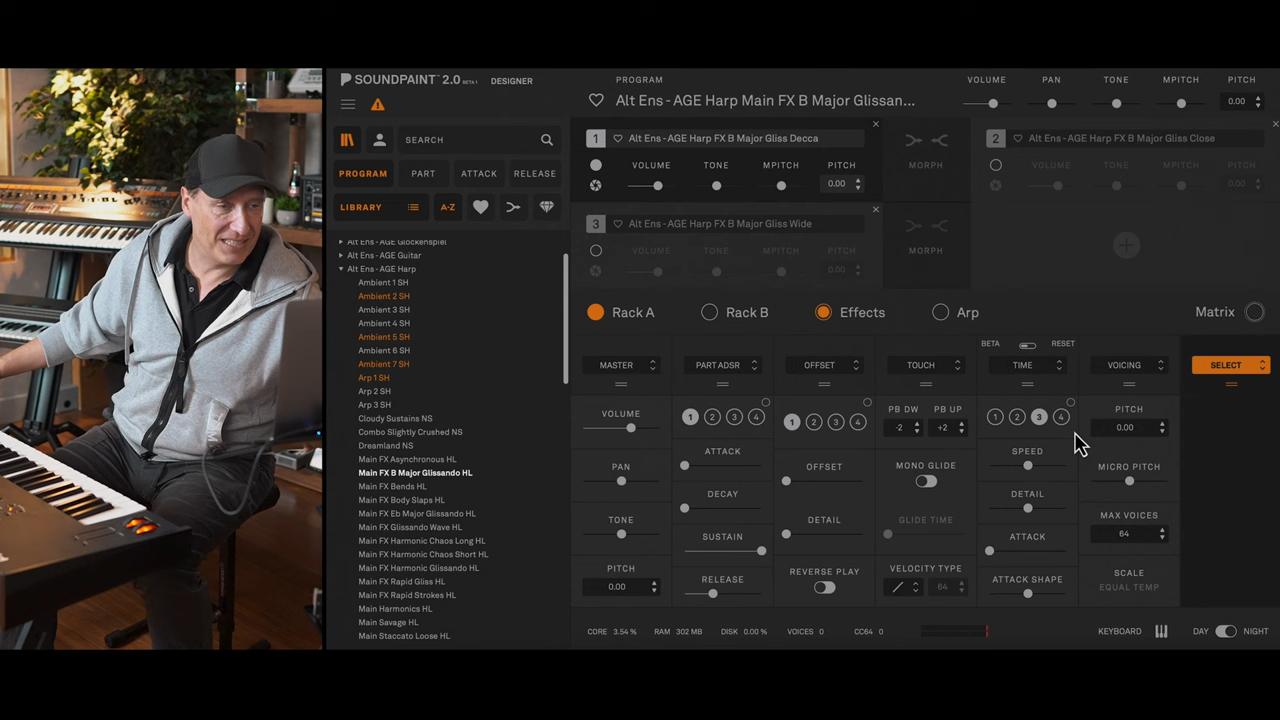 SOUNDPAINT™ 2.0 BETA 1 DESIGNER
SEARCH
PROGRAM PART ATTACK RELEASE
LIBRARY A-Z
Alt Ens - AGE Glockenspiel
Alt Ens - AGE Guitar
Alt Ens - AGE Harp
Ambient 1 SH
Ambient 2 SH
Ambient 3 SH
Ambient 4 SH
Ambient 5 SH
Ambient 6 SH
Ambient 7 SH
Arp 1 SH
Arp 2 SH
Arp 3 SH
Cloudy Sustains NS
Combo Slightly Crushed NS
Dreamland NS
Main FX Asynchronous HL
Main FX B Major Glissando HL
Main FX Bends HL
Main FX Body Slaps HL
Main FX Eb Major Glissando HL
Main FX Glissando Wave HL
Main FX Harmonic Chaos Long HL
Main FX Harmonic Chaos Short HL
Main FX Harmonic Glissando HL
Main FX Rapid Gliss HL
Main FX Rapid Strokes HL
Main Harmonics HL
Main Savage HL
Main Staccato Loose HL
PROGRAM
Alt Ens - AGE Harp Main FX B Major Glissan...
VOLUME PAN TONE MPITCH PITCH
0.00
1 Alt Ens - AGE Harp FX B Major Gliss Decca
VOLUME TONE MPITCH PITCH
0.00
MORPH
2 Alt Ens - AGE Harp FX B Major Gliss Close
VOLUME TONE MPITCH PITCH
0.00
3 Alt Ens - AGE Harp FX B Major Gliss Wide
VOLUME TONE MPITCH PITCH
0.00
MORPH
Rack A Rack B Effects Arp Matrix
BETA RESET
MASTER PART ADSR OFFSET TOUCH TIME VOICING SELECT
VOLUME
PAN
TONE
PITCH
0.00
1 2 3 4
ATTACK
DECAY
SUSTAIN
RELEASE
1 2 3 4
OFFSET
DETAIL
REVERSE PLAY
PB DW PB UP
-2 +2
MONO GLIDE
GLIDE TIME
VELOCITY TYPE
64
1 2 3 4
SPEED
DETAIL
ATTACK
ATTACK SHAPE
PITCH
0.00
MICRO PITCH
MAX VOICES
64
SCALE
EQUAL TEMP
CORE 3.54 % RAM 302 MB DISK 0.00 % VOICES 0 CC64 0 KEYBOARD DAY NIGHT